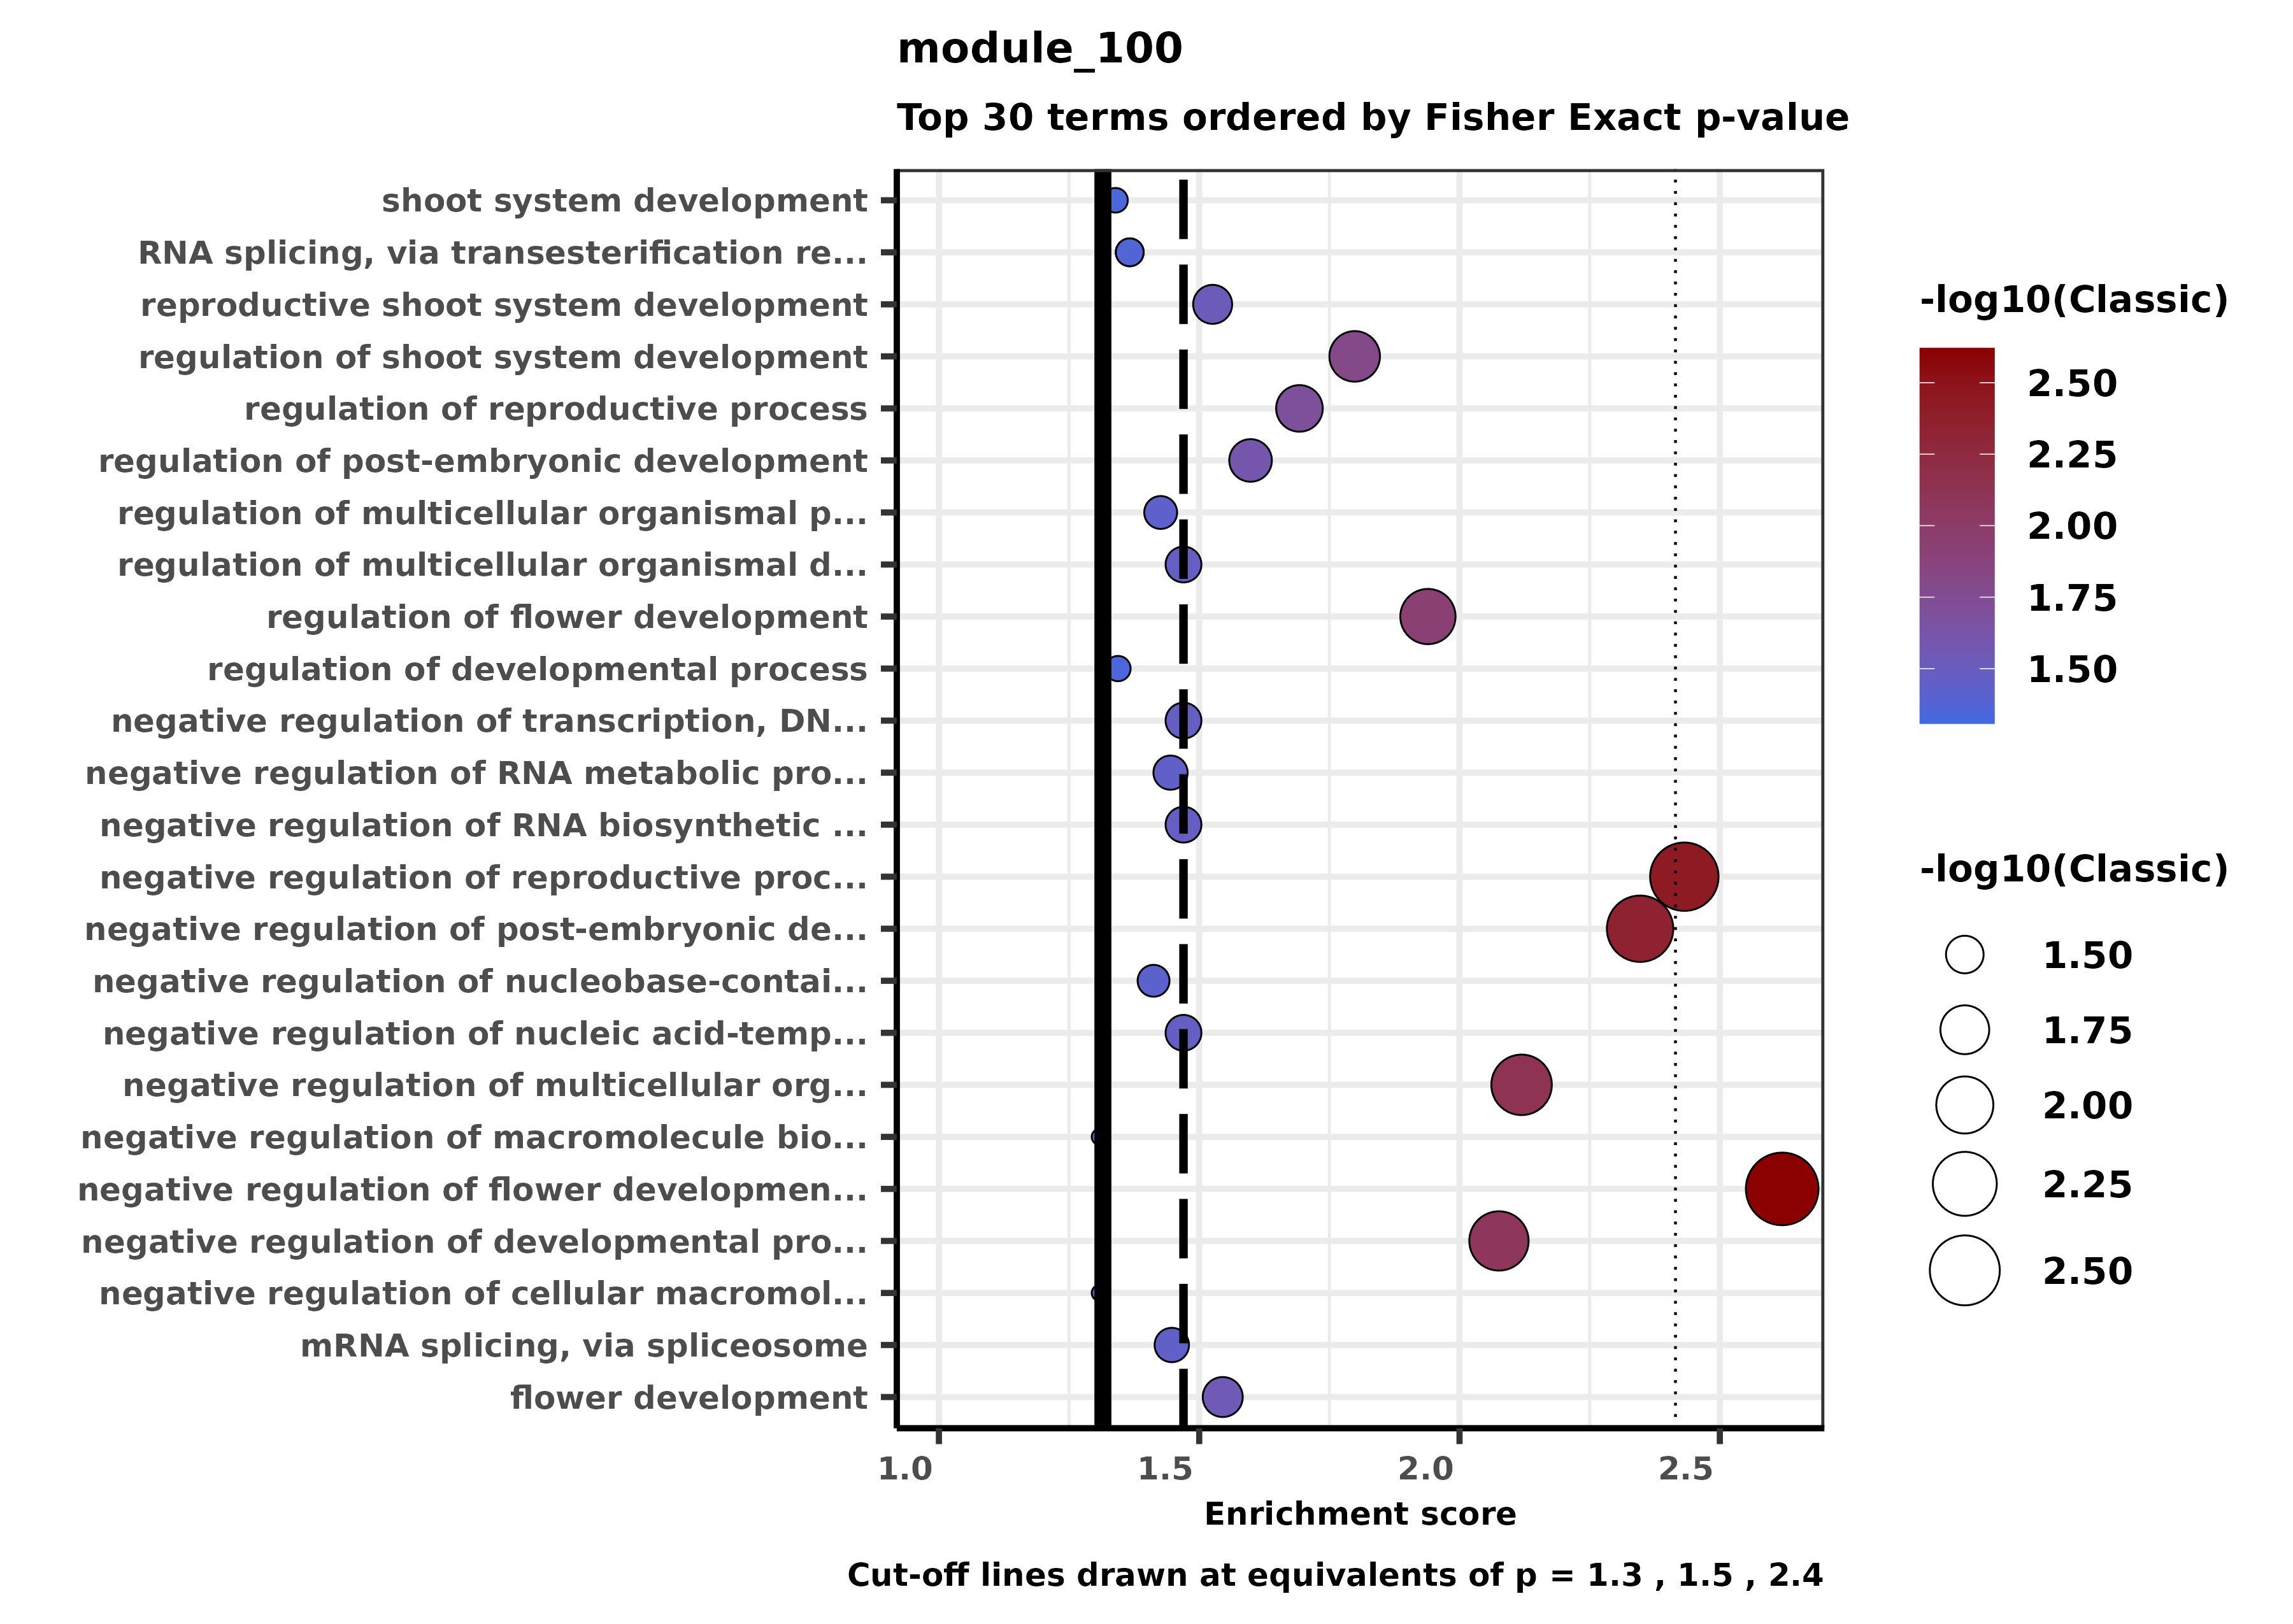 module_100
Top 30 terms ordered by Fisher Exact p-value
shoot system development
RNA splicing, via transesterification re...
reproductive shoot system development
regulation of shoot system development
regulation of reproductive process
regulation of post-embryonic development
regulation of multicellular organismal p...
regulation of multicellular organismal d...
regulation of flower development
regulation of developmental process
negative regulation of transcription, DN...
negative regulation of RNA metabolic pro...
negative regulation of RNA biosynthetic ...
negative regulation of reproductive proc...
negative regulation of post-embryonic de...
negative regulation of nucleobase-contai...
negative regulation of nucleic acid-temp...
negative regulation of multicellular org...
negative regulation of macromolecule bio...
negative regulation of flower developmen...
negative regulation of developmental pro...
negative regulation of cellular macromol...
mRNA splicing, via spliceosome
flower development
1.0 1.5 2.0 2.5
Enrichment score
Cut-off lines drawn at equivalents of p = 1.3 , 1.5 , 2.4
-log10(Classic)
2.50
2.25
2.00
1.75
1.50
-log10(Classic)
1.50
1.75
2.00
2.25
2.50